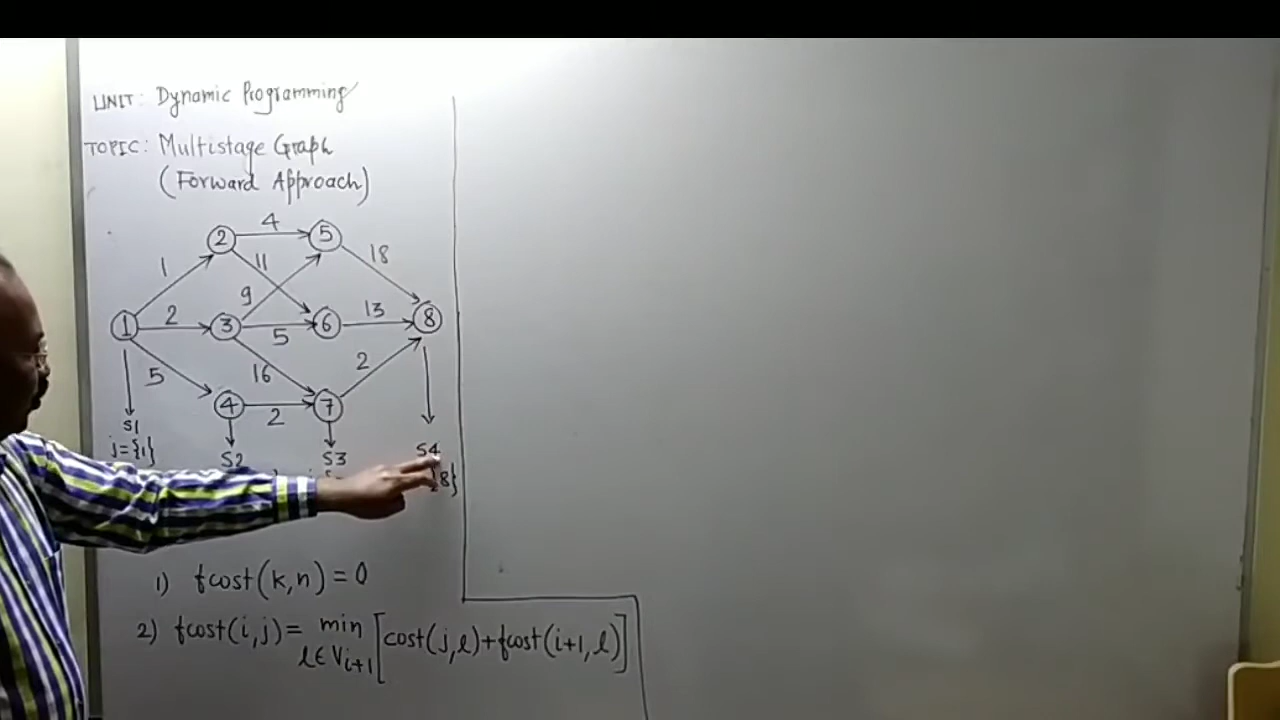 UNIT: Dynamic Programming
TOPIC: Multistage Graph
(Forward Approach)
2 4 5
1 11 18
9
1 2 3 5 6 13 8
5 16 2
4 2 7
S1 S2 S3 S4
j={1}
8}
1) fcost(k,n)=0
2) fcost(i,j)= min [cost(j,l)+fcost(i+1,l)]
l∈Vi+1